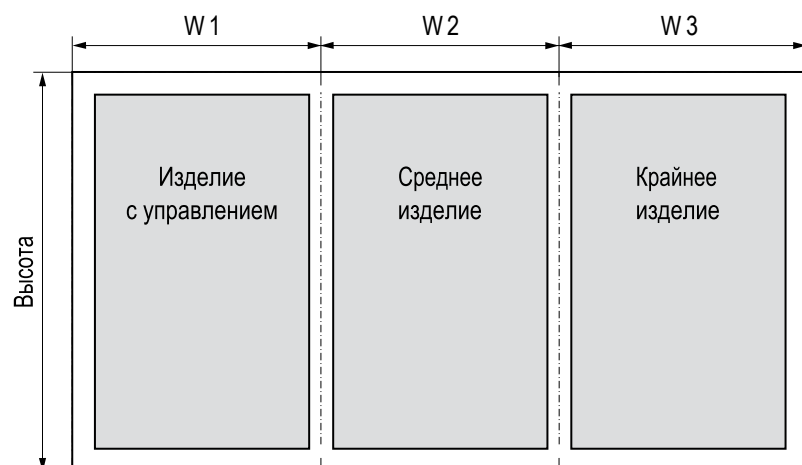 W 1
W 2
W 3
Изделие
с управлением
Среднее
изделие
Крайнее
изделие
Высота